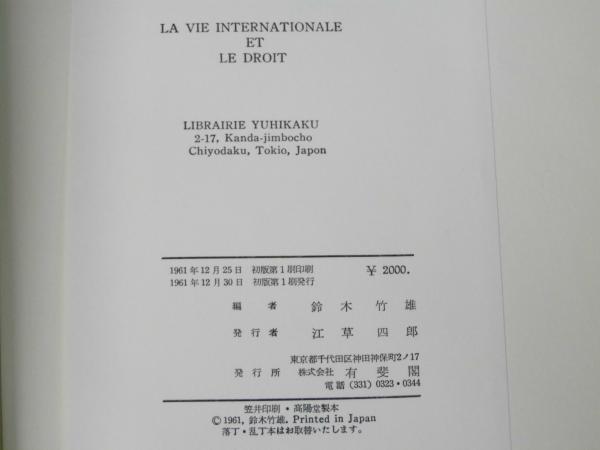 LA VIE INTERNATIONALE
ET
LE DROIT
LIBRAIRIE YUHIKAKU
2-17, Kanda-jimbocho
Chiyodaku, Tokio, Japon
1961年12月25日 初版第1刷印刷 ¥ 2000.
1961年12月30日 初版第1刷発行
編者 鈴木竹雄
発行者 江草四郎
東京都千代田区神田神保町2ノ17
発行所 株式会社 有斐閣
電話 (331) 0323・0344
笠井印刷・高陽堂製本
©1961, 鈴木竹雄. Printed in Japan
落丁・乱丁本はお取替いたします。